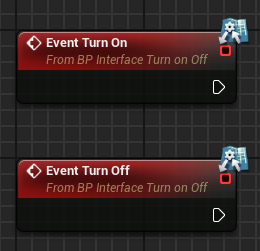 Event Turn On
From BP Interface Turn on Off
Event Turn Off
From BP Interface Turn on Off